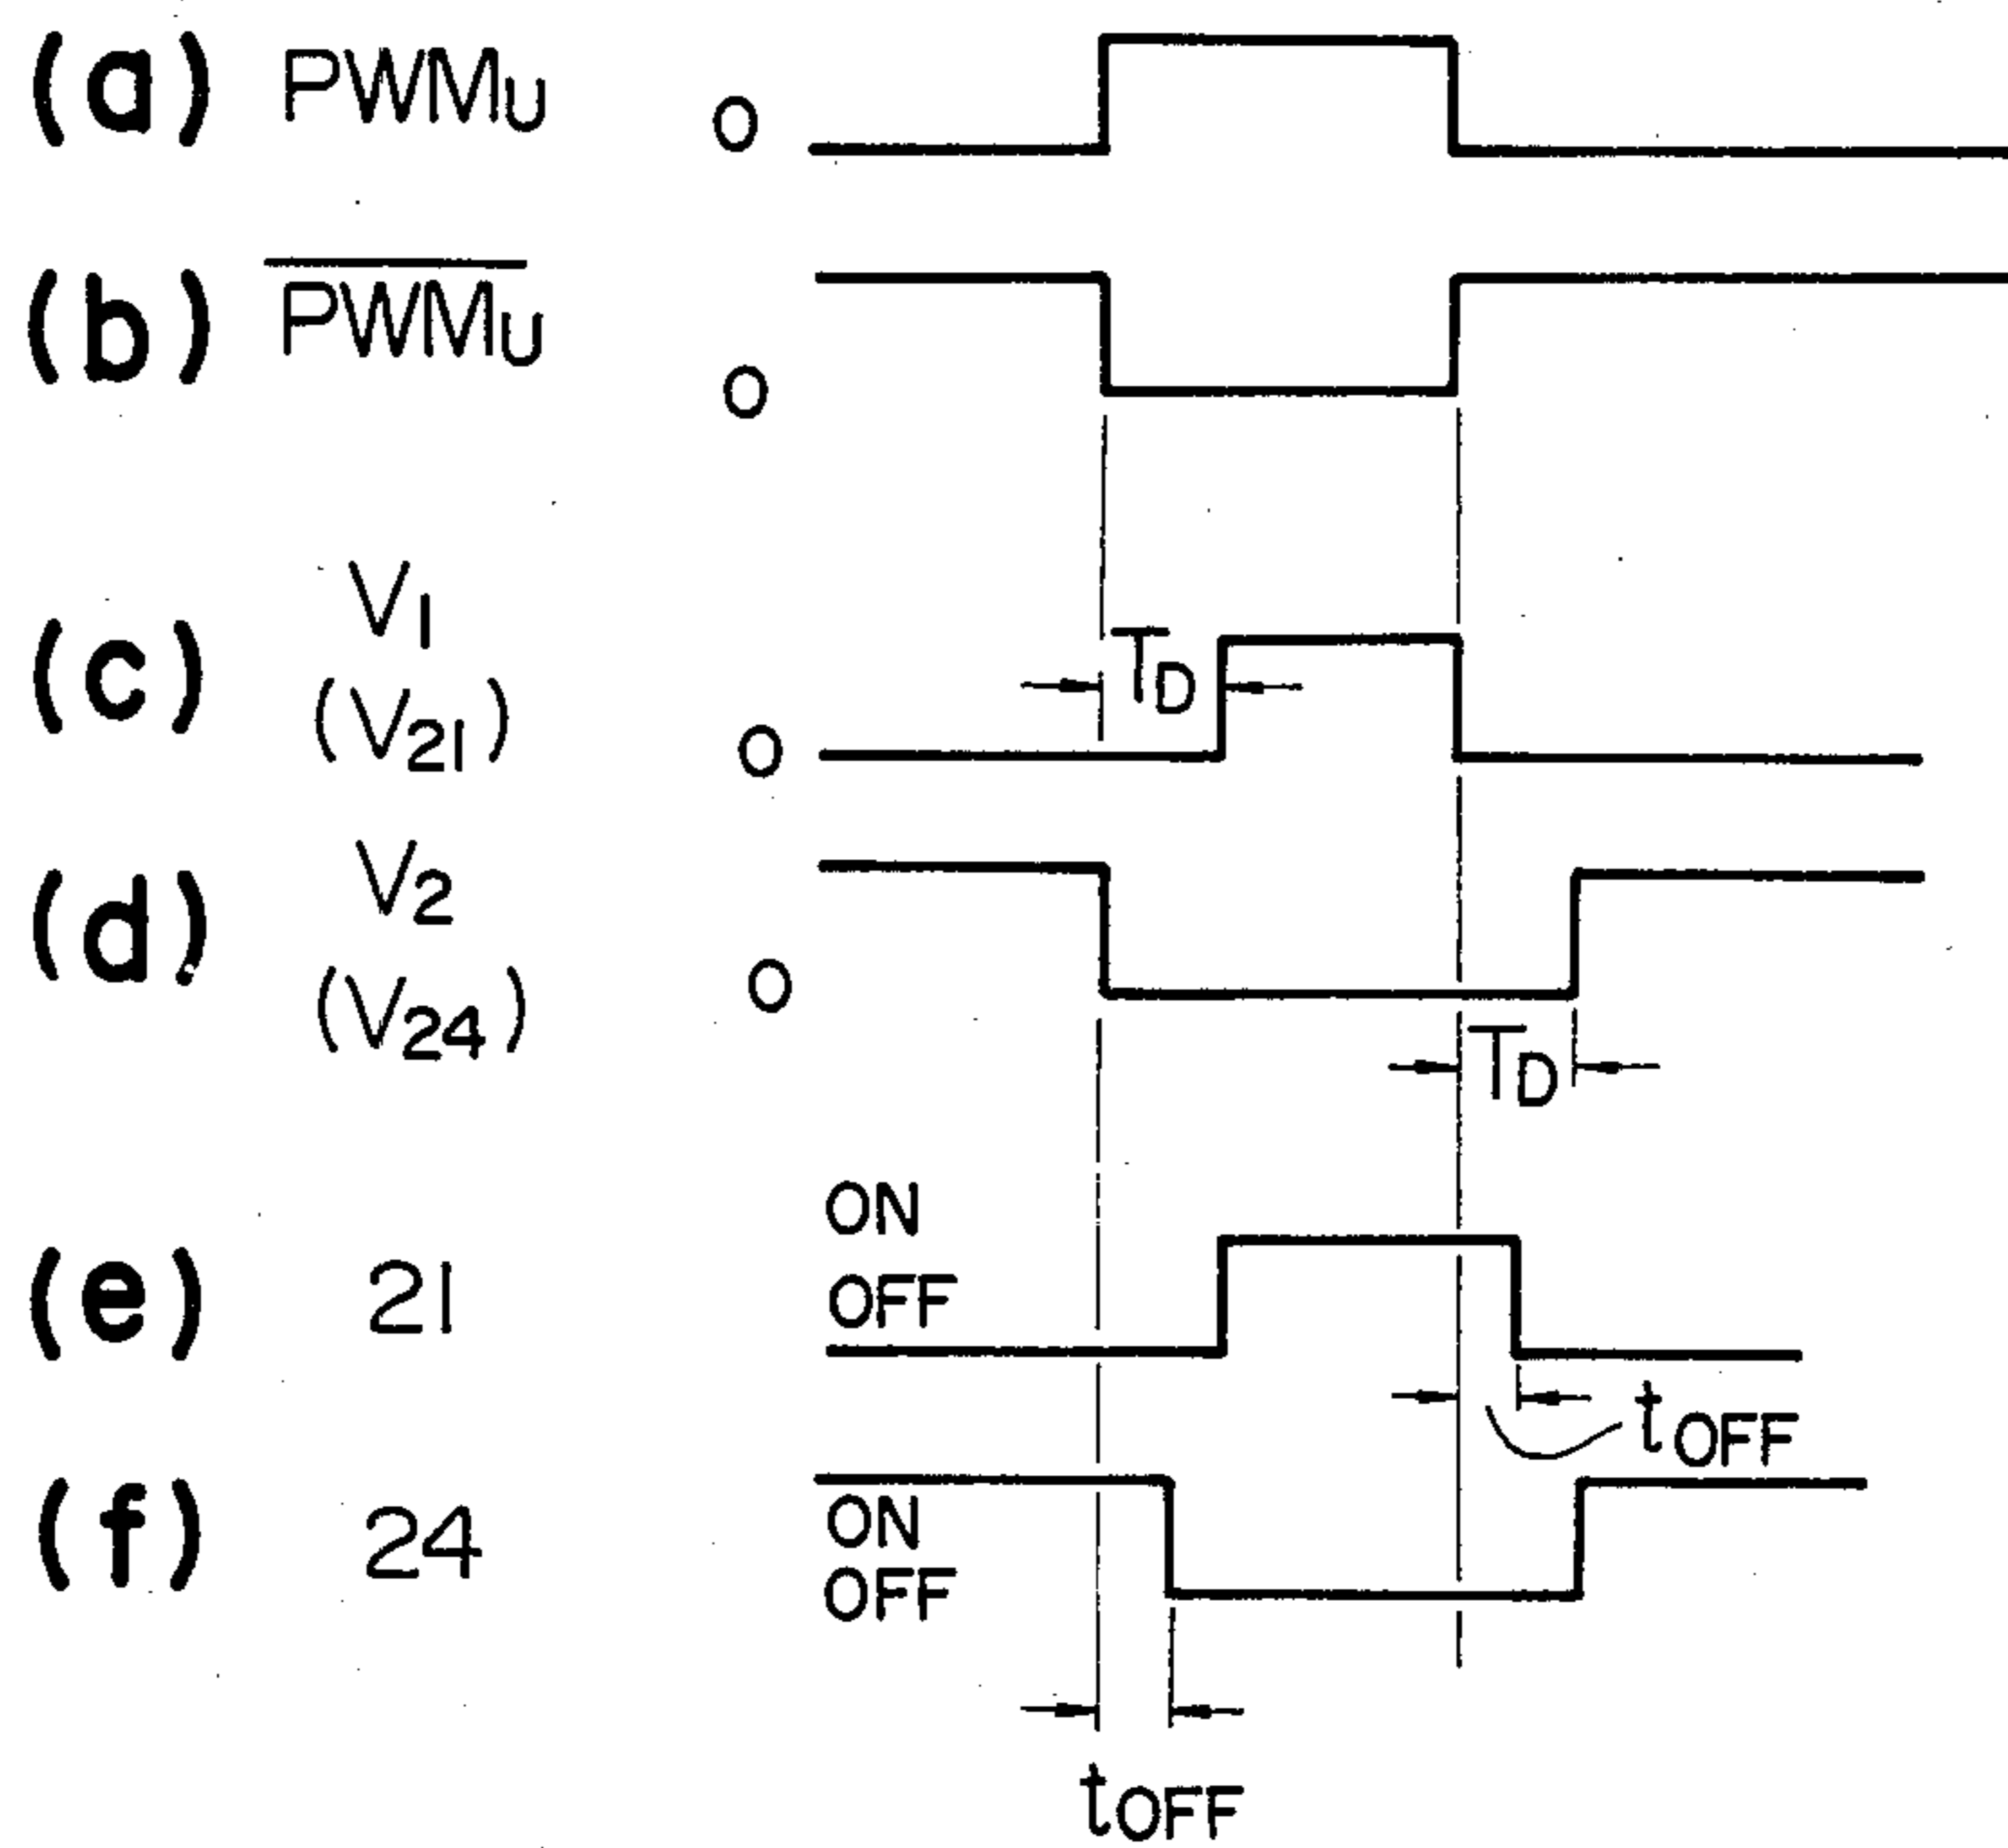 (a) PWMU 0
(b) PWMU 0
(c) V1 (V21) 0 TD
(d) V2 (V24) 0 TD
(e) 21 ON OFF tOFF
(f) 24 ON OFF tOFF